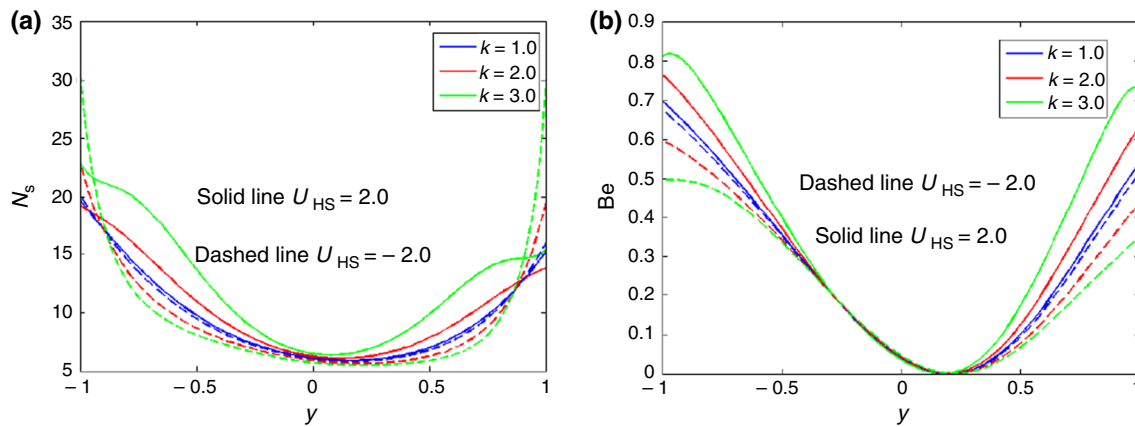 (a)
35
30
25
20
15
10
5
N_s
−1
−0.5
0
0.5
1
y
k = 1.0
k = 2.0
k = 3.0
Solid line U_HS = 2.0
Dashed line U_HS = − 2.0
(b)
0.9
0.8
0.7
0.6
0.5
0.4
0.3
0.2
0.1
0
Be
−1
−0.5
0
0.5
1
y
k = 1.0
k = 2.0
k = 3.0
Dashed line U_HS = − 2.0
Solid line U_HS = 2.0